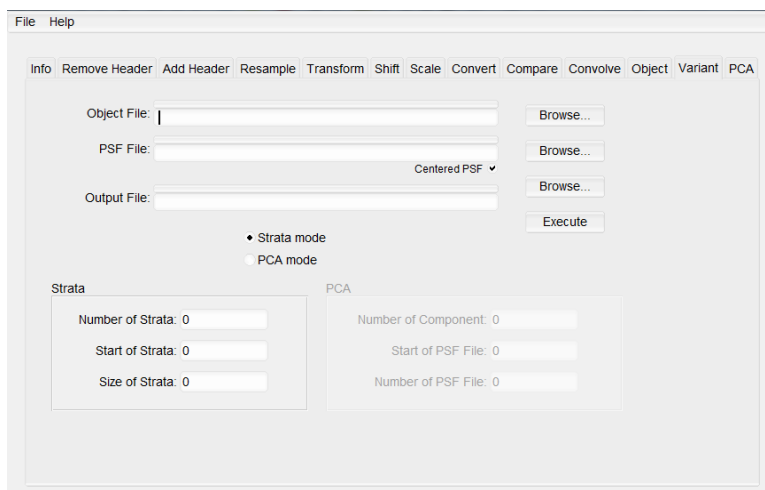 File Help
Info Remove Header Add Header Resample Transform Shift Scale Convert Compare Convolve Object Variant PCA
Object File:
Browse...
PSF File:
Browse...
Centered PSF
Browse...
Output File:
Execute
Strata mode
PCA mode
Strata
PCA
Number of Strata: 0
Number of Component: 0
Start of Strata: 0
Start of PSF File: 0
Size of Strata: 0
Number of PSF File: 0